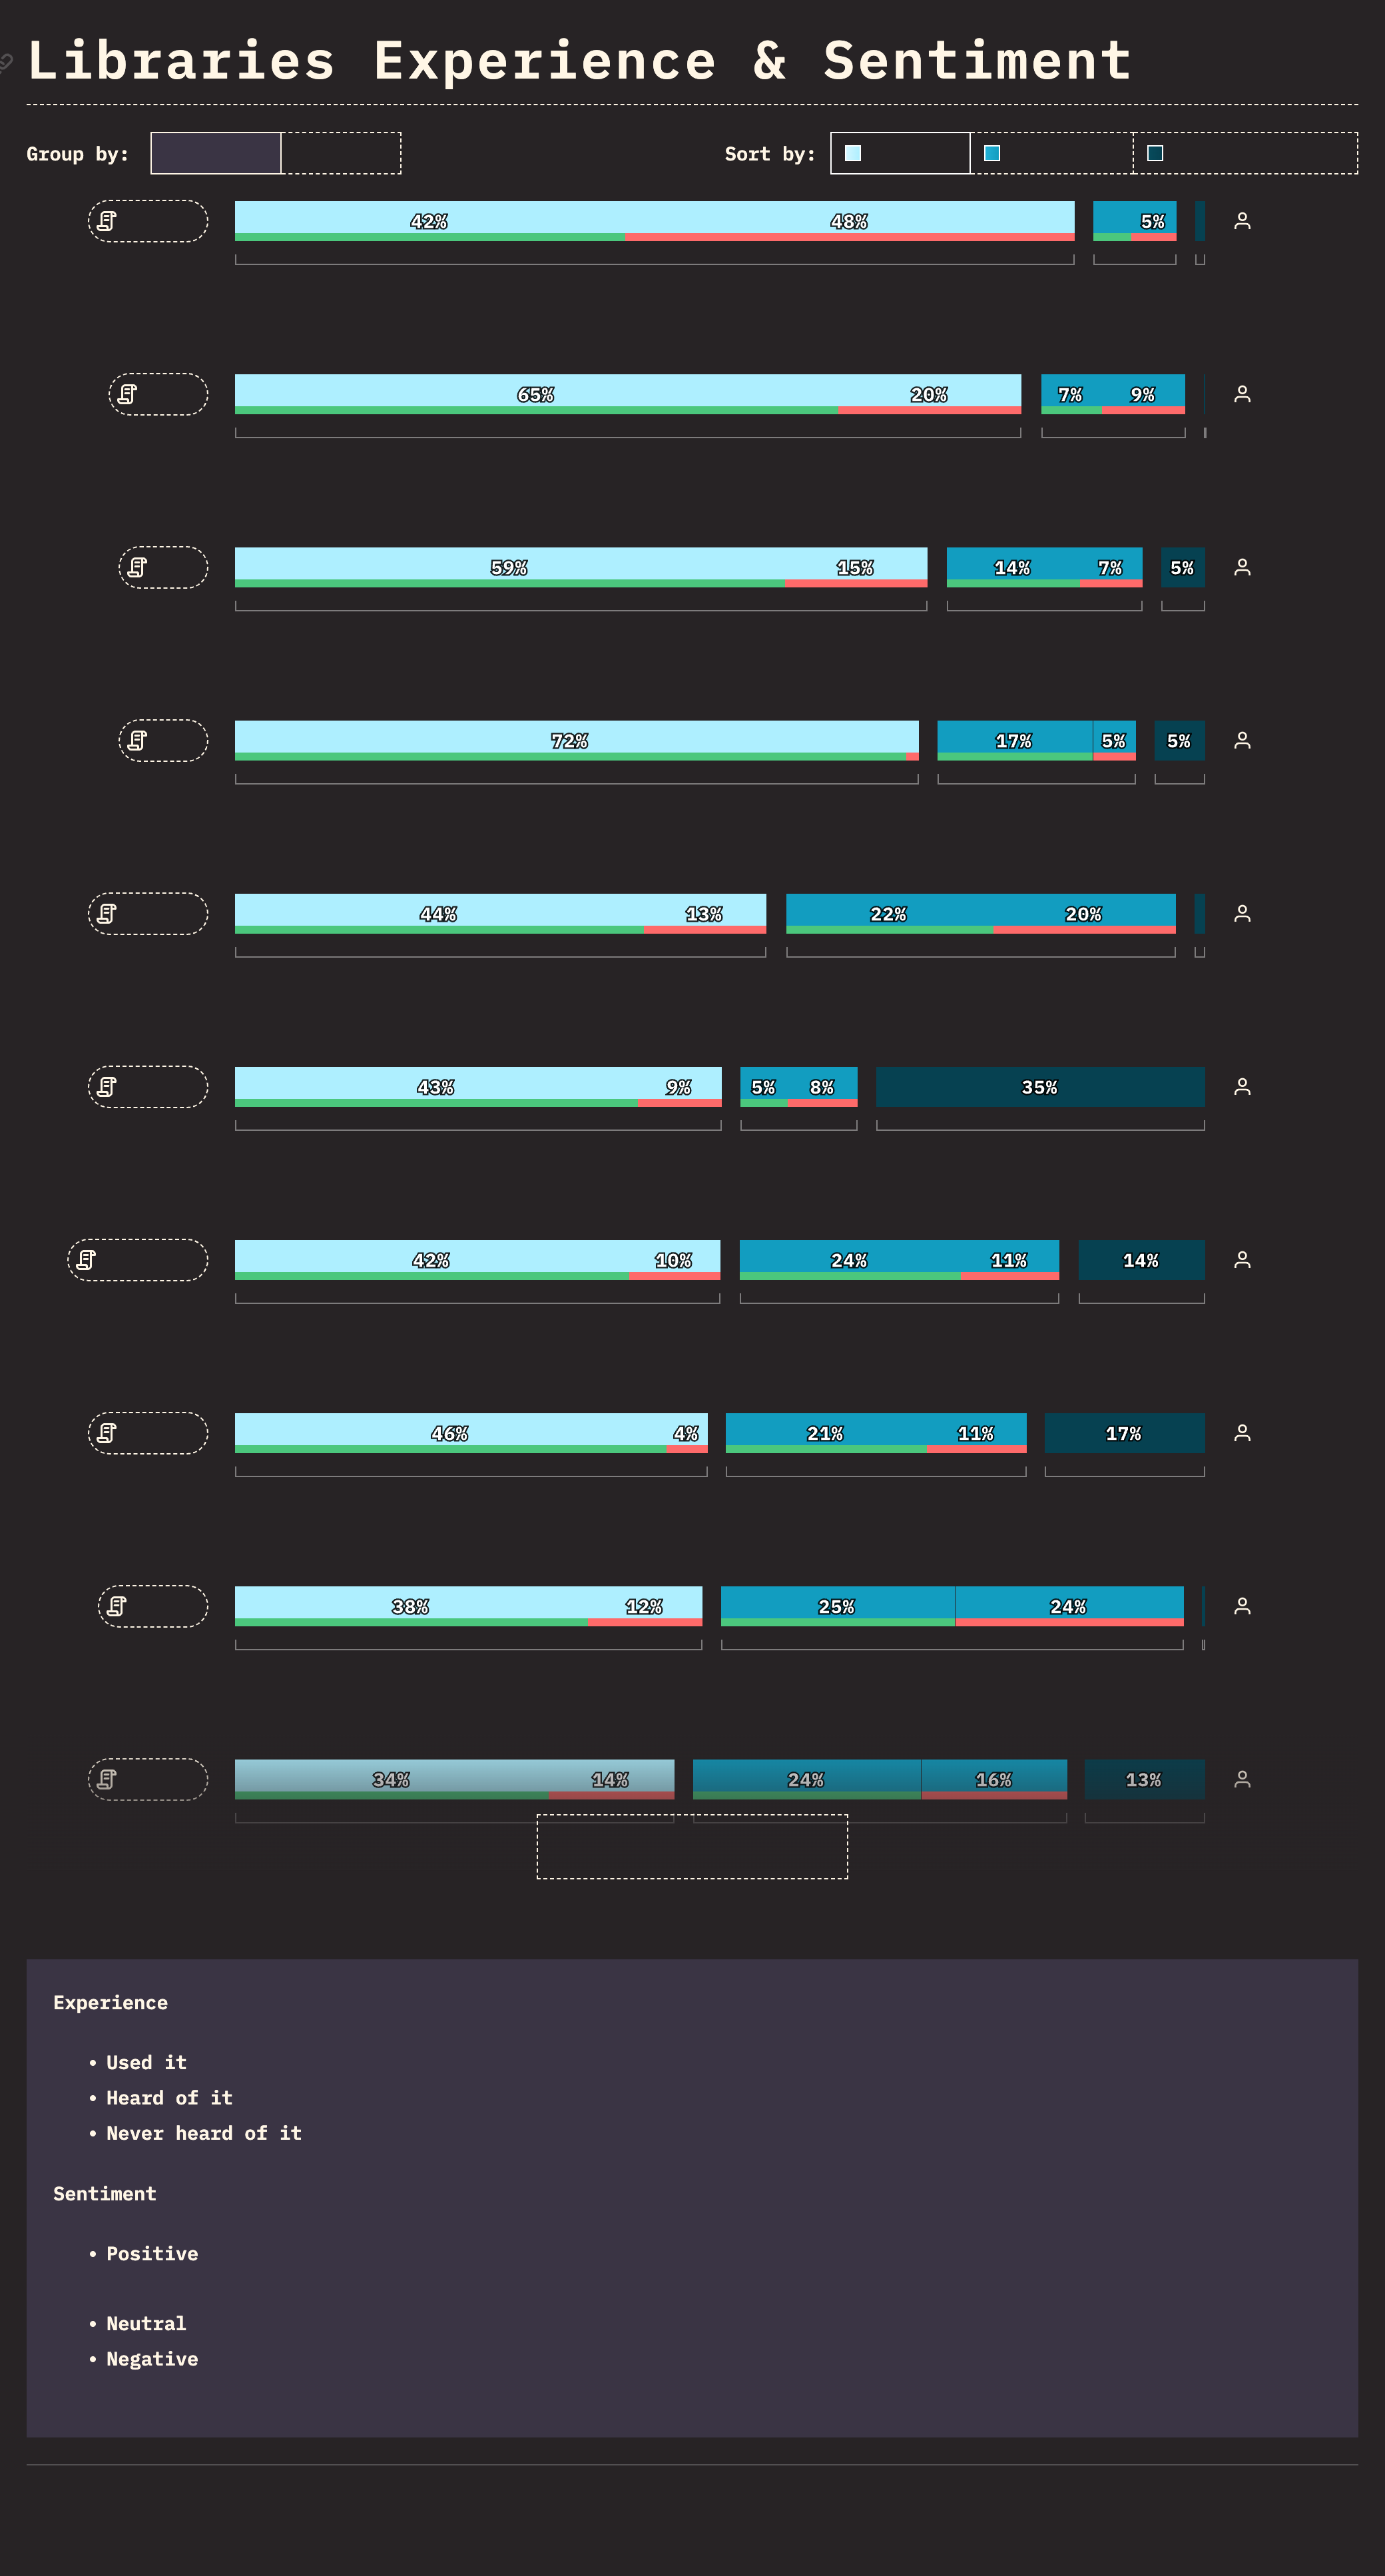 Libraries Experience & Sentiment
Group by:
Sort by:
42% 48% 5%
65% 20% 7% 9%
59% 15% 14% 7% 5%
72% 17% 5% 5%
44% 13% 22% 20%
43% 9% 5% 8% 35%
42% 10% 24% 11% 14%
46% 4% 21% 11% 17%
38% 12% 25% 24%
34% 14% 24% 16% 13%
Experience
• Used it
• Heard of it
• Never heard of it
Sentiment
• Positive
• Neutral
• Negative